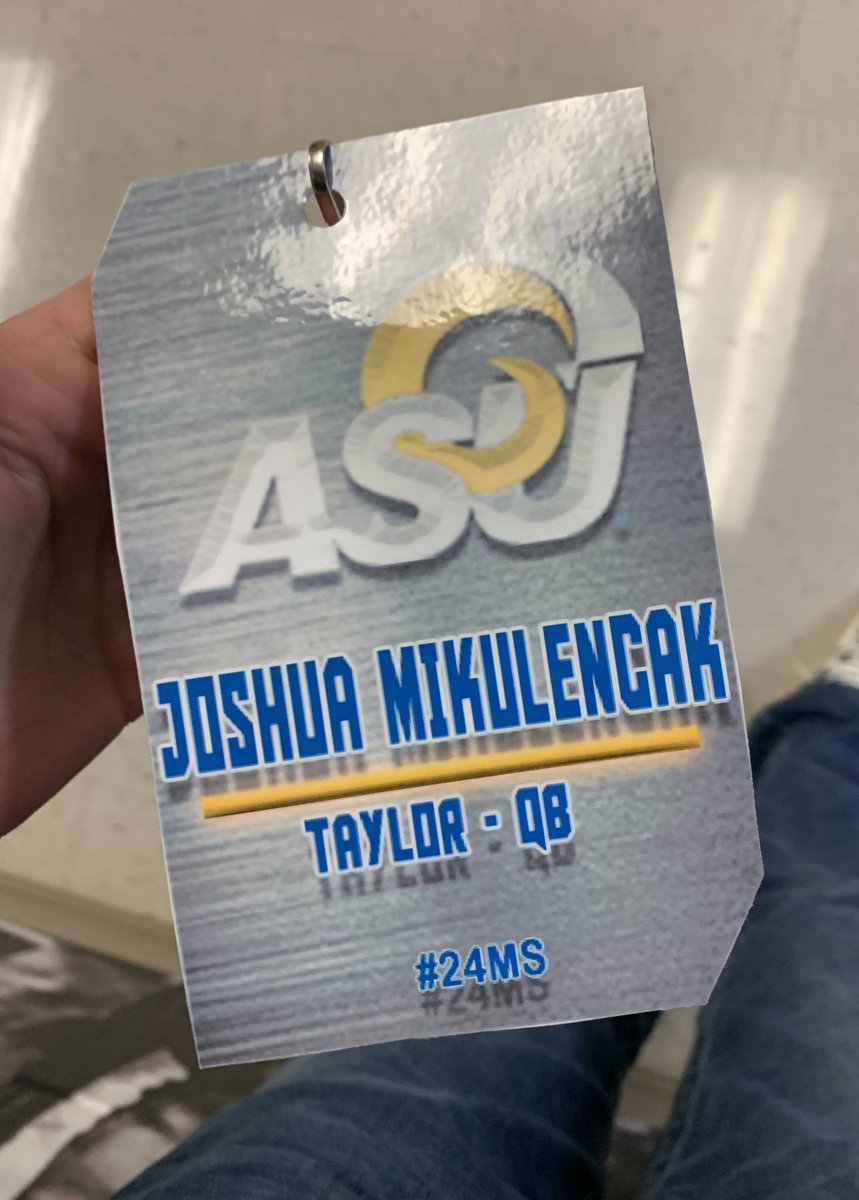 ASU
JOSHUA MIKULENCAK
TAYLOR - QB
#24MS